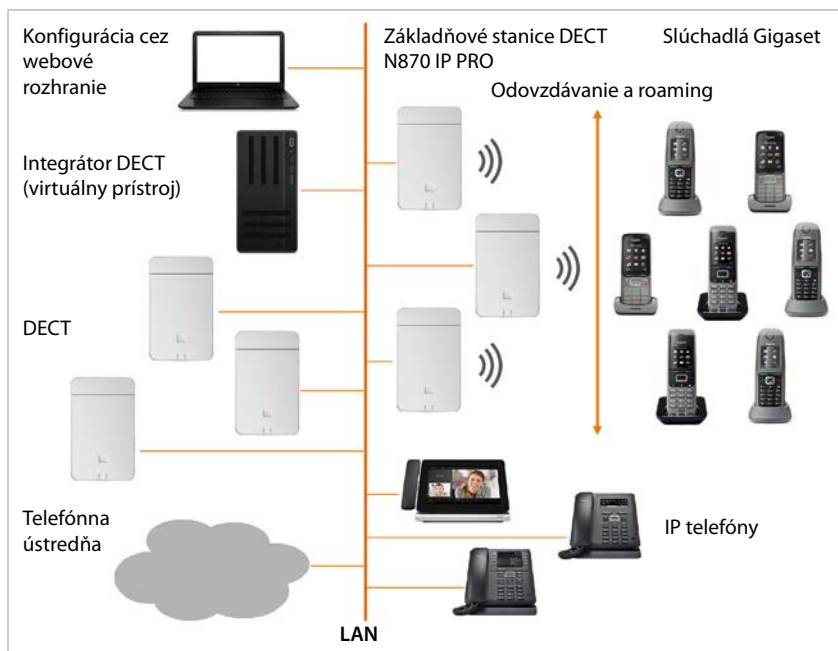 Konfigurácia cez
webové
rozhranie
Základňové stanice DECT
N870 IP PRO
Slúchadlá Gigaset
Odovzdávanie a roaming
Integrátor DECT
(virtuálny prístroj)
DECT
Telefónna
ústredňa
IP telefóny
LAN